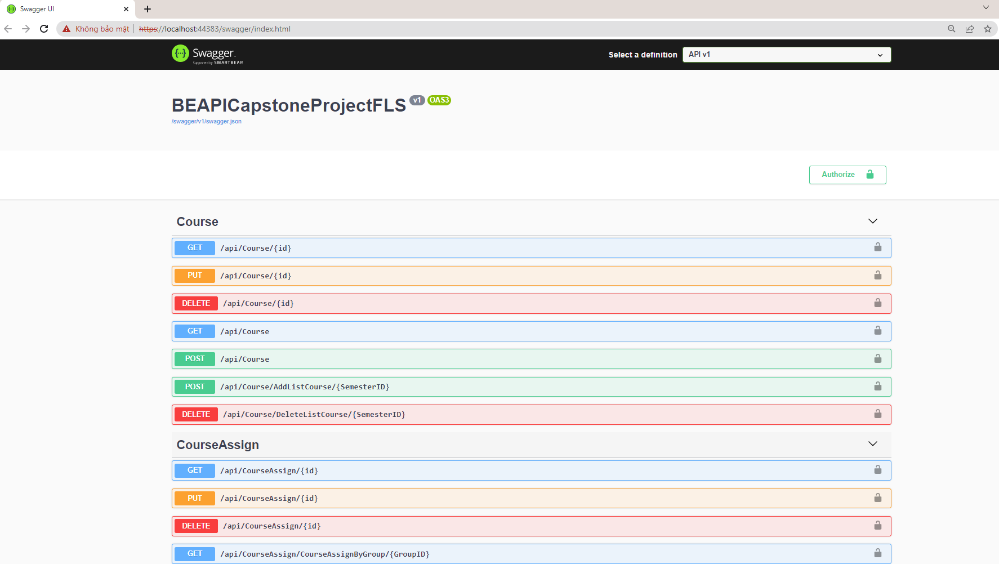 Swagger UI
Không bảo mật
https://localhost:44383/swagger/index.html
Swagger
Supported by SMARTBEAR
Select a definition
API v1
BEAPICapstoneProjectFLS v1 OAS3
/swagger/v1/swagger.json
Authorize
Course
GET /api/Course/{id}
PUT /api/Course/{id}
DELETE /api/Course/{id}
GET /api/Course
POST /api/Course
POST /api/Course/AddListCourse/{SemesterID}
DELETE /api/Course/DeleteListCourse/{SemesterID}
CourseAssign
GET /api/CourseAssign/{id}
PUT /api/CourseAssign/{id}
DELETE /api/CourseAssign/{id}
GET /api/CourseAssign/CourseAssignByGroup/{GroupID}